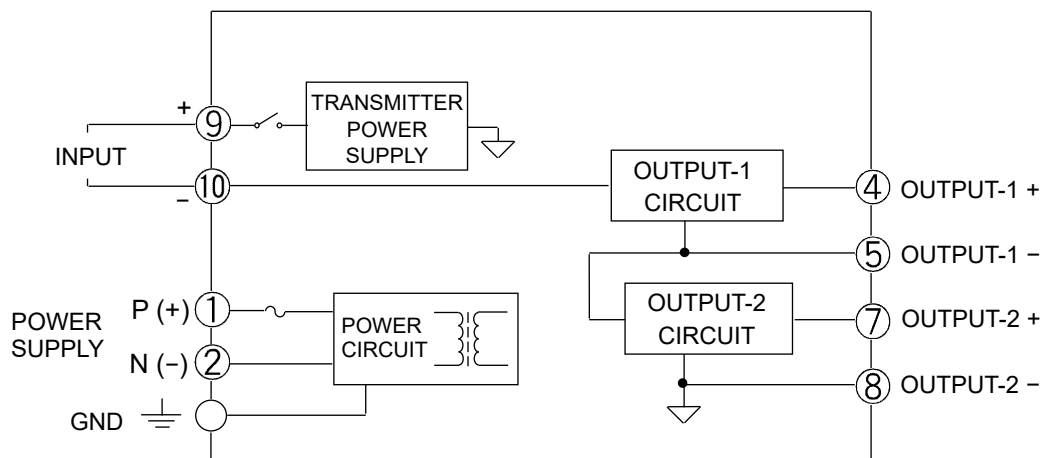 +
9
TRANSMITTER
POWER
SUPPLY
INPUT
10
−
OUTPUT-1
CIRCUIT
4
OUTPUT-1 +
5
OUTPUT-1 −
P (+)
1
POWER
SUPPLY
N (−)
2
POWER
CIRCUIT
OUTPUT-2
CIRCUIT
7
OUTPUT-2 +
8
OUTPUT-2 −
GND